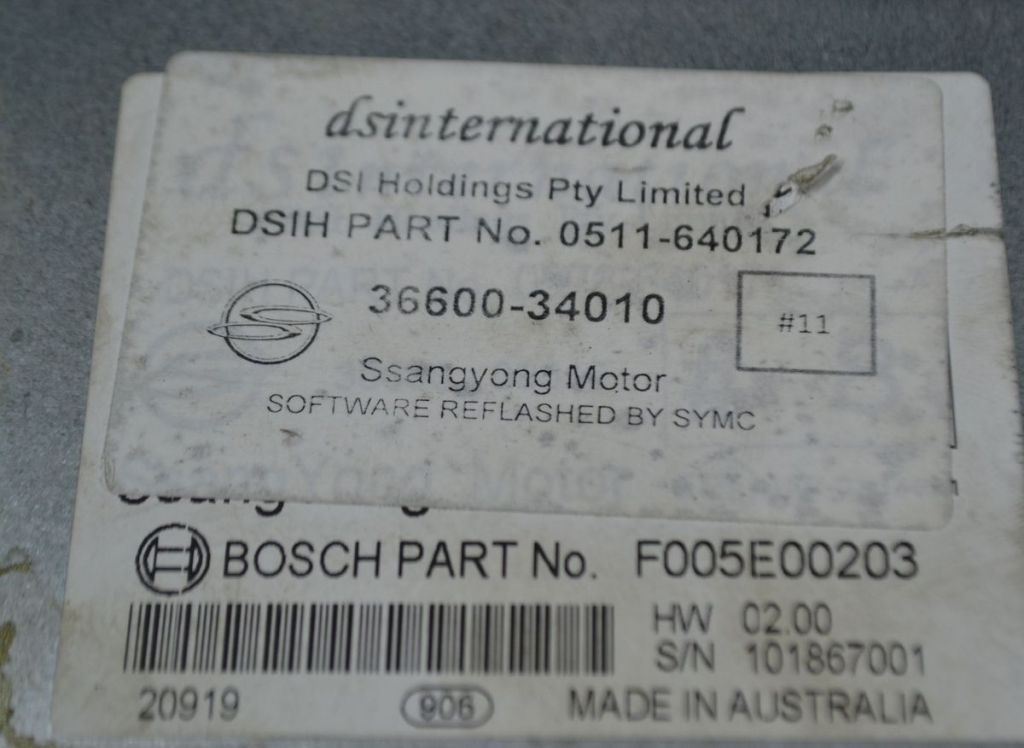 dsinternational
DSI Holdings Pty Limited
DSIH PART No. 0511-640172
36600-34010
#11
Ssangyong Motor
SOFTWARE REFLASHED BY SYMC
BOSCH PART No. F005E00203
HW 02.00
S/N 101867001
20919 906 MADE IN AUSTRALIA